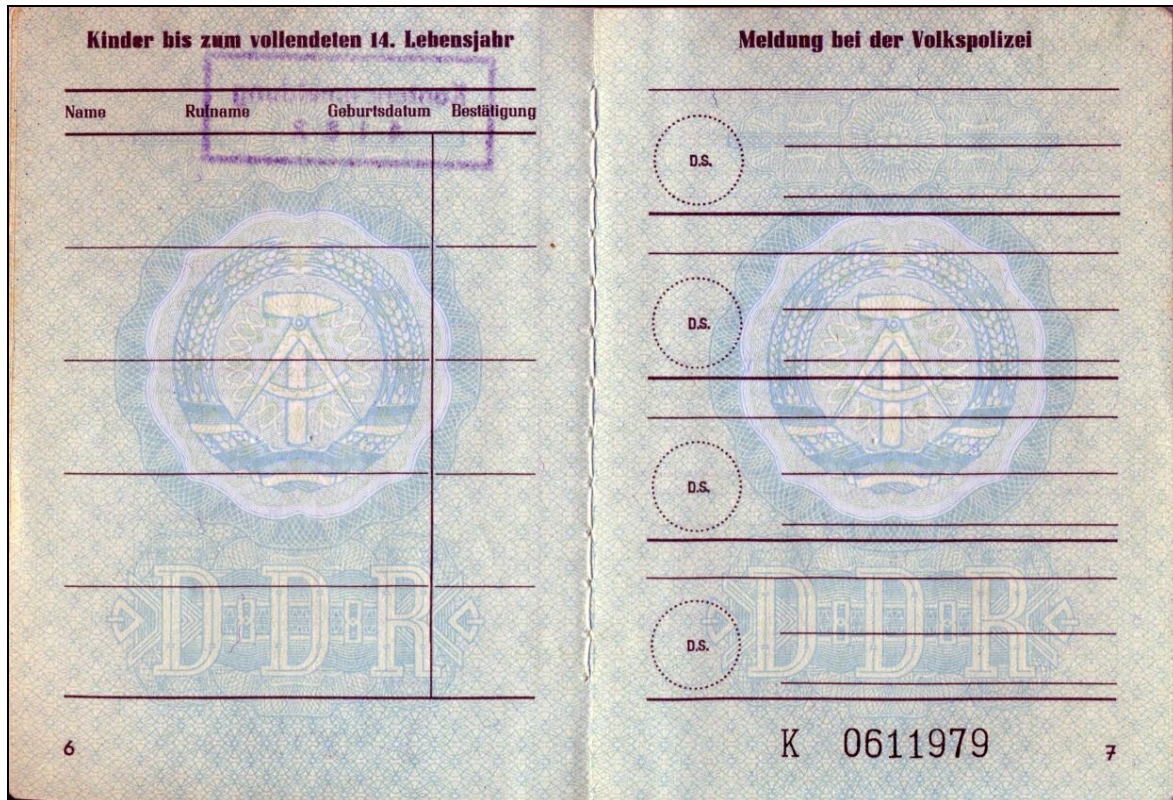 Kinder bis zum vollendeten 14. Lebensjahr
Name Rufname Geburtsdatum Bestätigung
DDR
6
Meldung bei der Volkspolizei
D.S.
D.S.
D.S.
D.S.
DDR
K 0611979
7